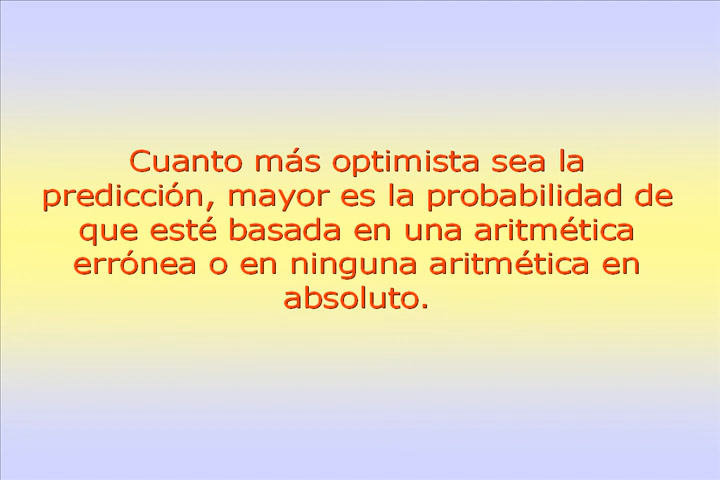 Cuanto más optimista sea la
predicción, mayor es la probabilidad de
que esté basada en una aritmética
errónea o en ninguna aritmética en
absoluto.